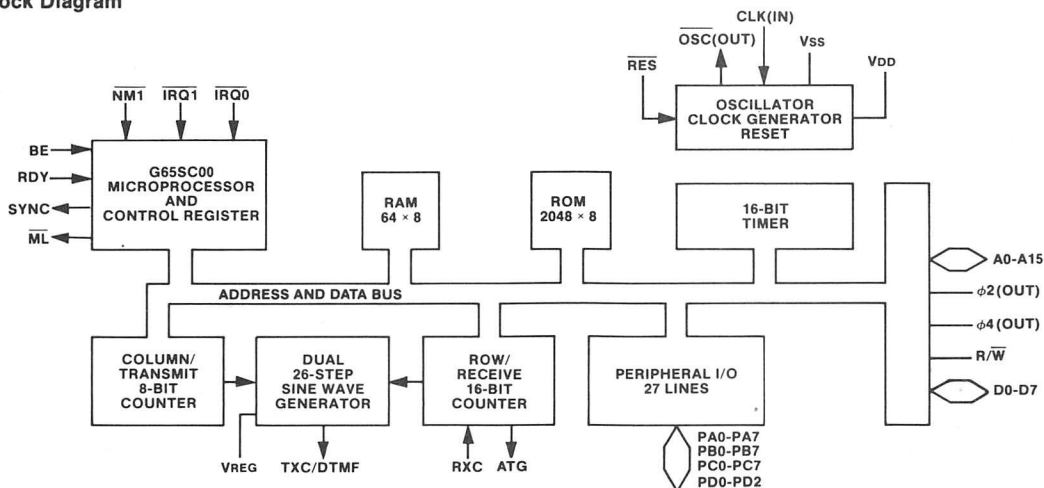 ock Diagram
CLK(IN)
OSC(OUT)
VSS
RES
VDD
NM1
IRQ1
IRQ0
OSCILLATOR
CLOCK GENERATOR
RESET
BE
RDY
SYNC
ML
G65SC00
MICROPROCESSOR
AND
CONTROL REGISTER
RAM
64 × 8
ROM
2048 × 8
16-BIT
TIMER
A0-A15
ADDRESS AND DATA BUS
ϕ2(OUT)
ϕ4(OUT)
R/W
D0-D7
COLUMN/
TRANSMIT
8-BIT
COUNTER
DUAL
26-STEP
SINE WAVE
GENERATOR
ROW/
RECEIVE
16-BIT
COUNTER
PERIPHERAL I/O
27 LINES
VREG
TXC/DTMF
RXC
ATG
PA0-PA7
PB0-PB7
PC0-PC7
PD0-PD2